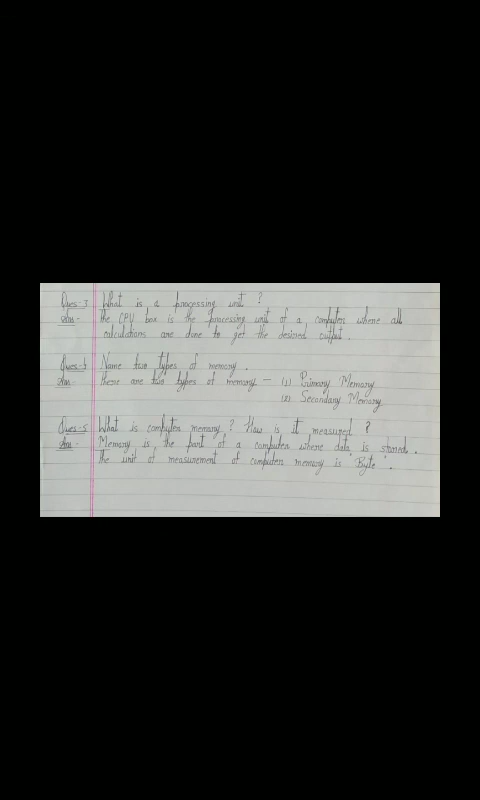 Ques-3 What is a processing unit ?
Ans - the CPU box is the processing unit of a computer where all
calculations are done to get the desired output.
Ques-4 Name two types of memory.
Ans - there are two types of memory - (1) Primary Memory
(2) Secondary Memory
Ques-5 What is computer memory? How is it measured ?
Ans - Memory is the part of a computer where data is stored.
the unit of measurement of computer memory is 'Byte'.